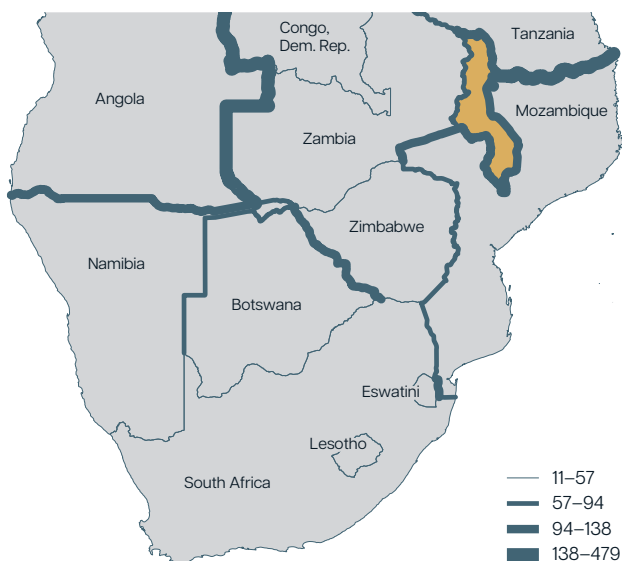 Congo,
Dem. Rep.
Tanzania
Angola
Mozambique
Zambia
Zimbabwe
Namibia
Botswana
Eswatini
Lesotho
South Africa
11–57
57–94
94–138
138–479